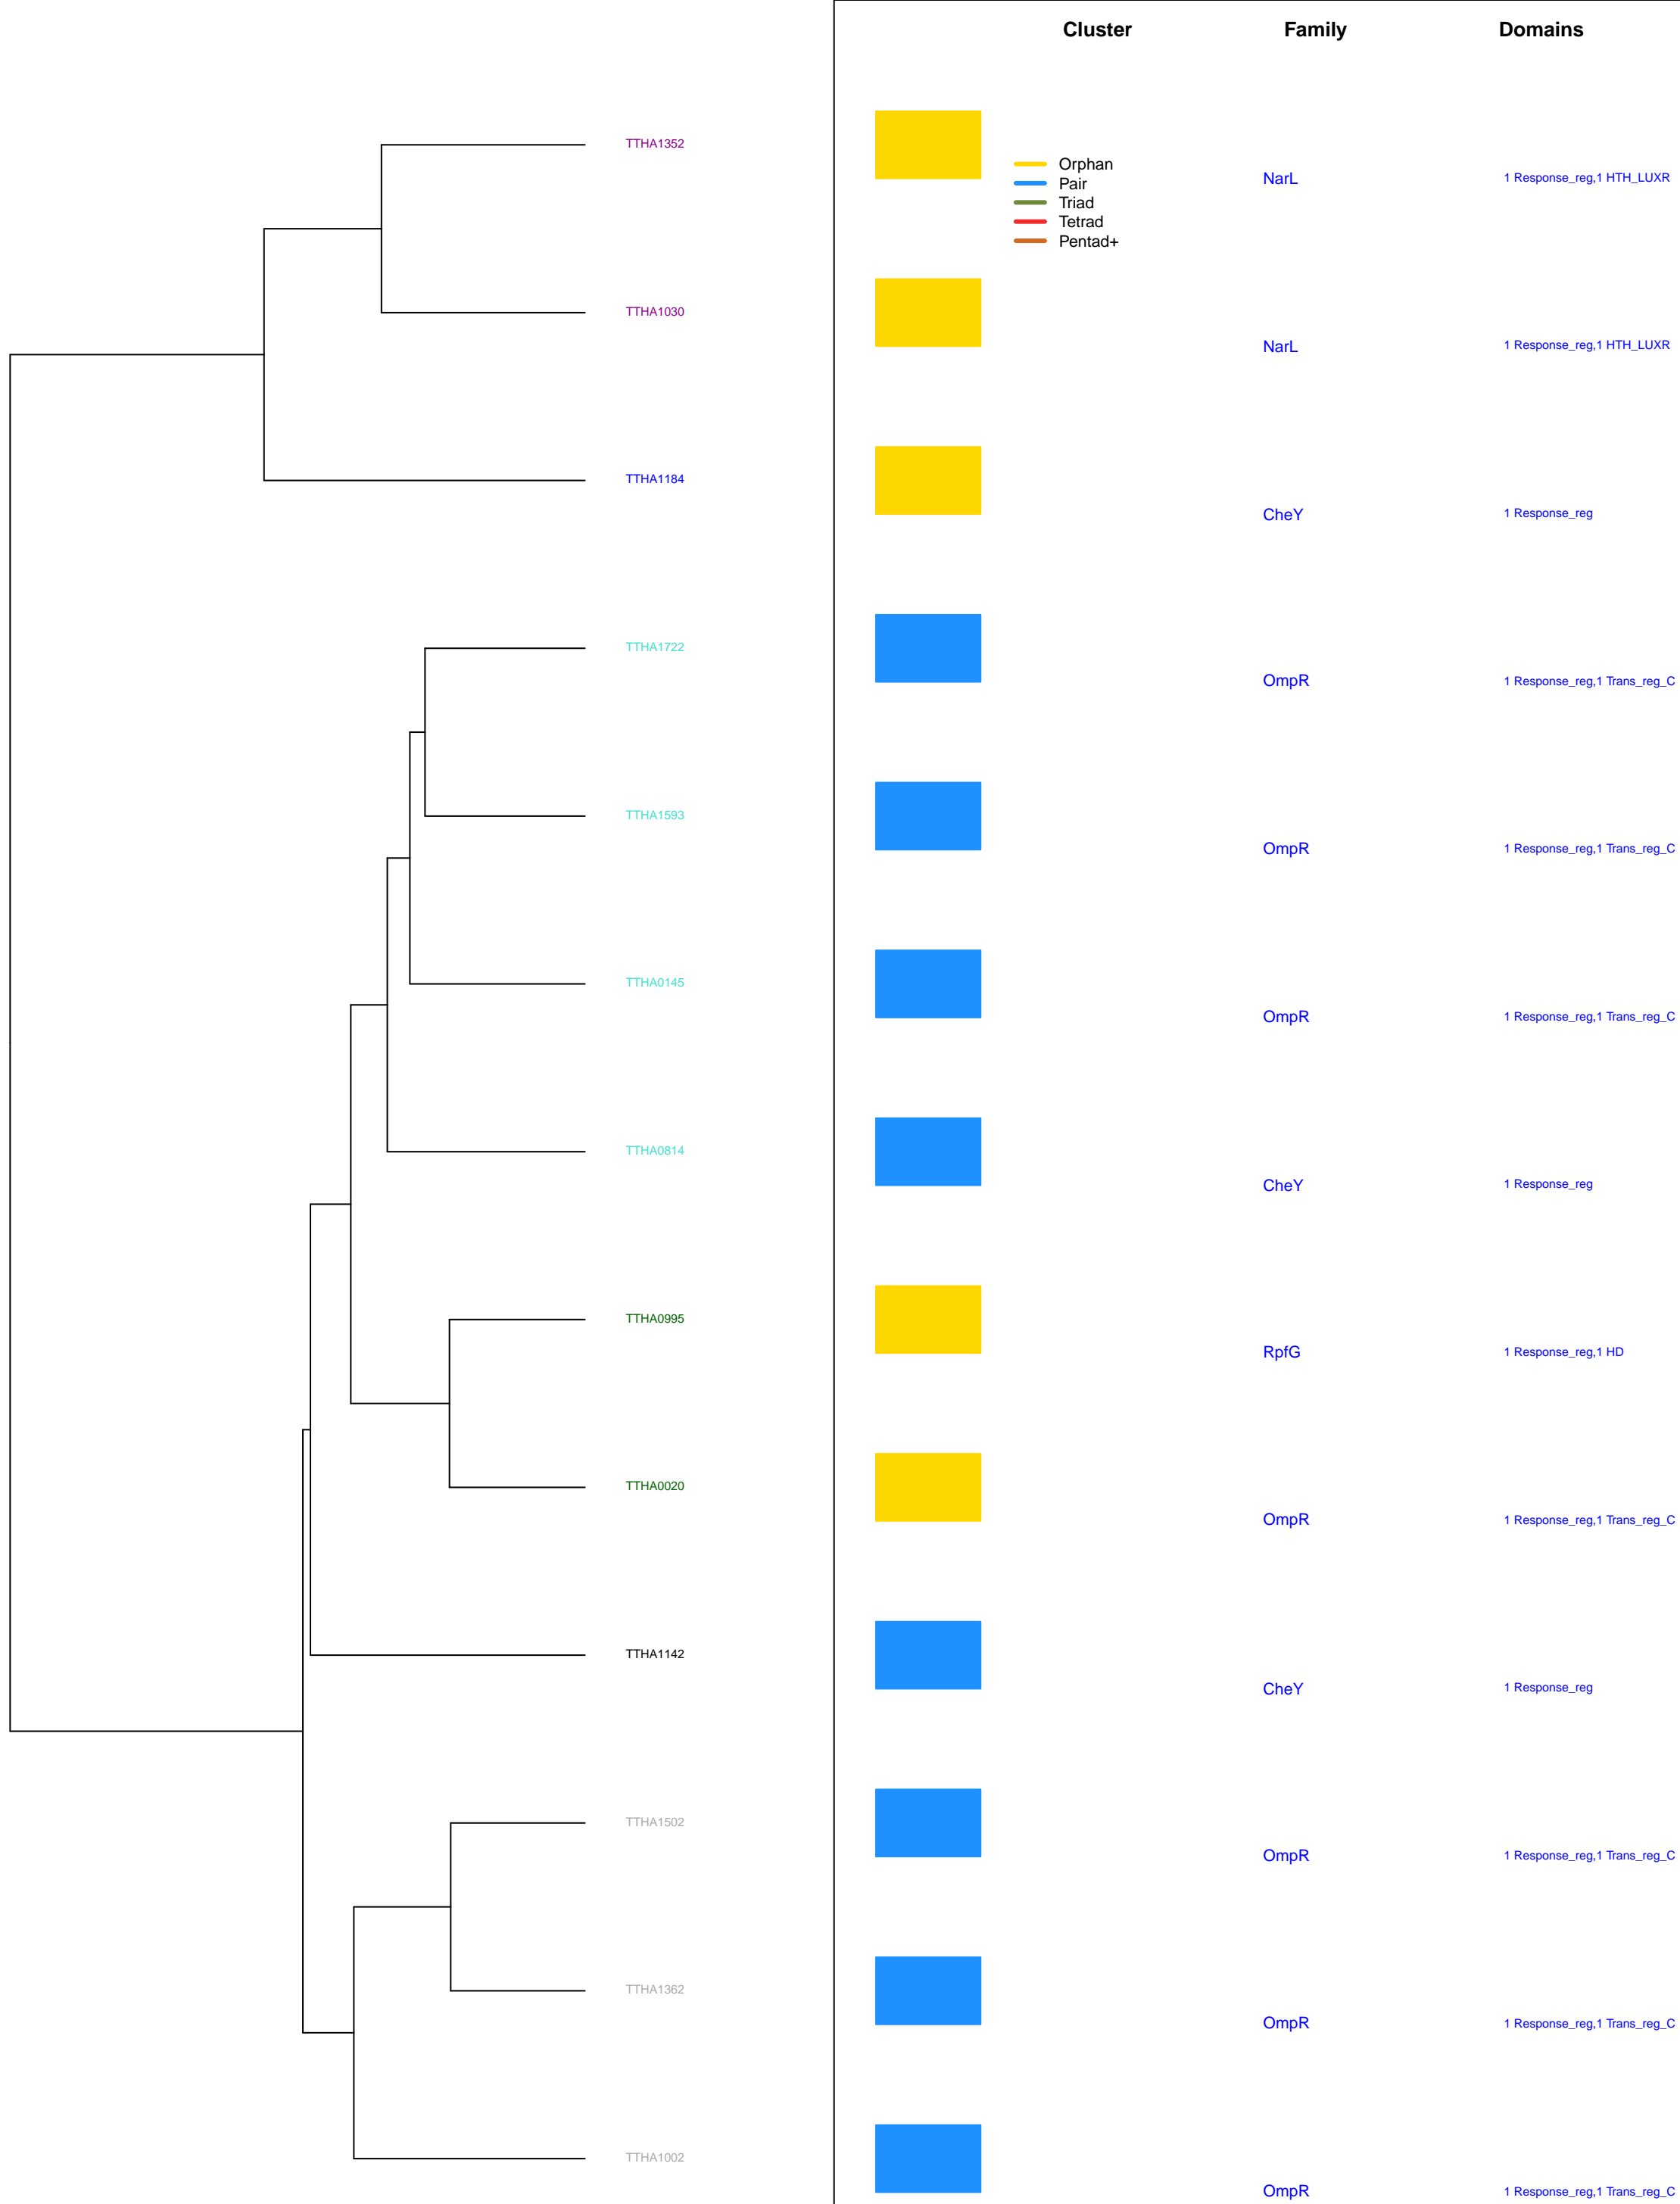 Cluster Family Domains
TTHA1352
Orphan
Pair
Triad
Tetrad
Pentad+
NarL 1 Response_reg,1 HTH_LUXR
TTHA1030
NarL 1 Response_reg,1 HTH_LUXR
TTHA1184
CheY 1 Response_reg
TTHA1722
OmpR 1 Response_reg,1 Trans_reg_C
TTHA1593
OmpR 1 Response_reg,1 Trans_reg_C
TTHA0145
OmpR 1 Response_reg,1 Trans_reg_C
TTHA0814
CheY 1 Response_reg
TTHA0995
RpfG 1 Response_reg,1 HD
TTHA0020
OmpR 1 Response_reg,1 Trans_reg_C
TTHA1142
CheY 1 Response_reg
TTHA1502
OmpR 1 Response_reg,1 Trans_reg_C
TTHA1362
OmpR 1 Response_reg,1 Trans_reg_C
TTHA1002
OmpR 1 Response_reg,1 Trans_reg_C